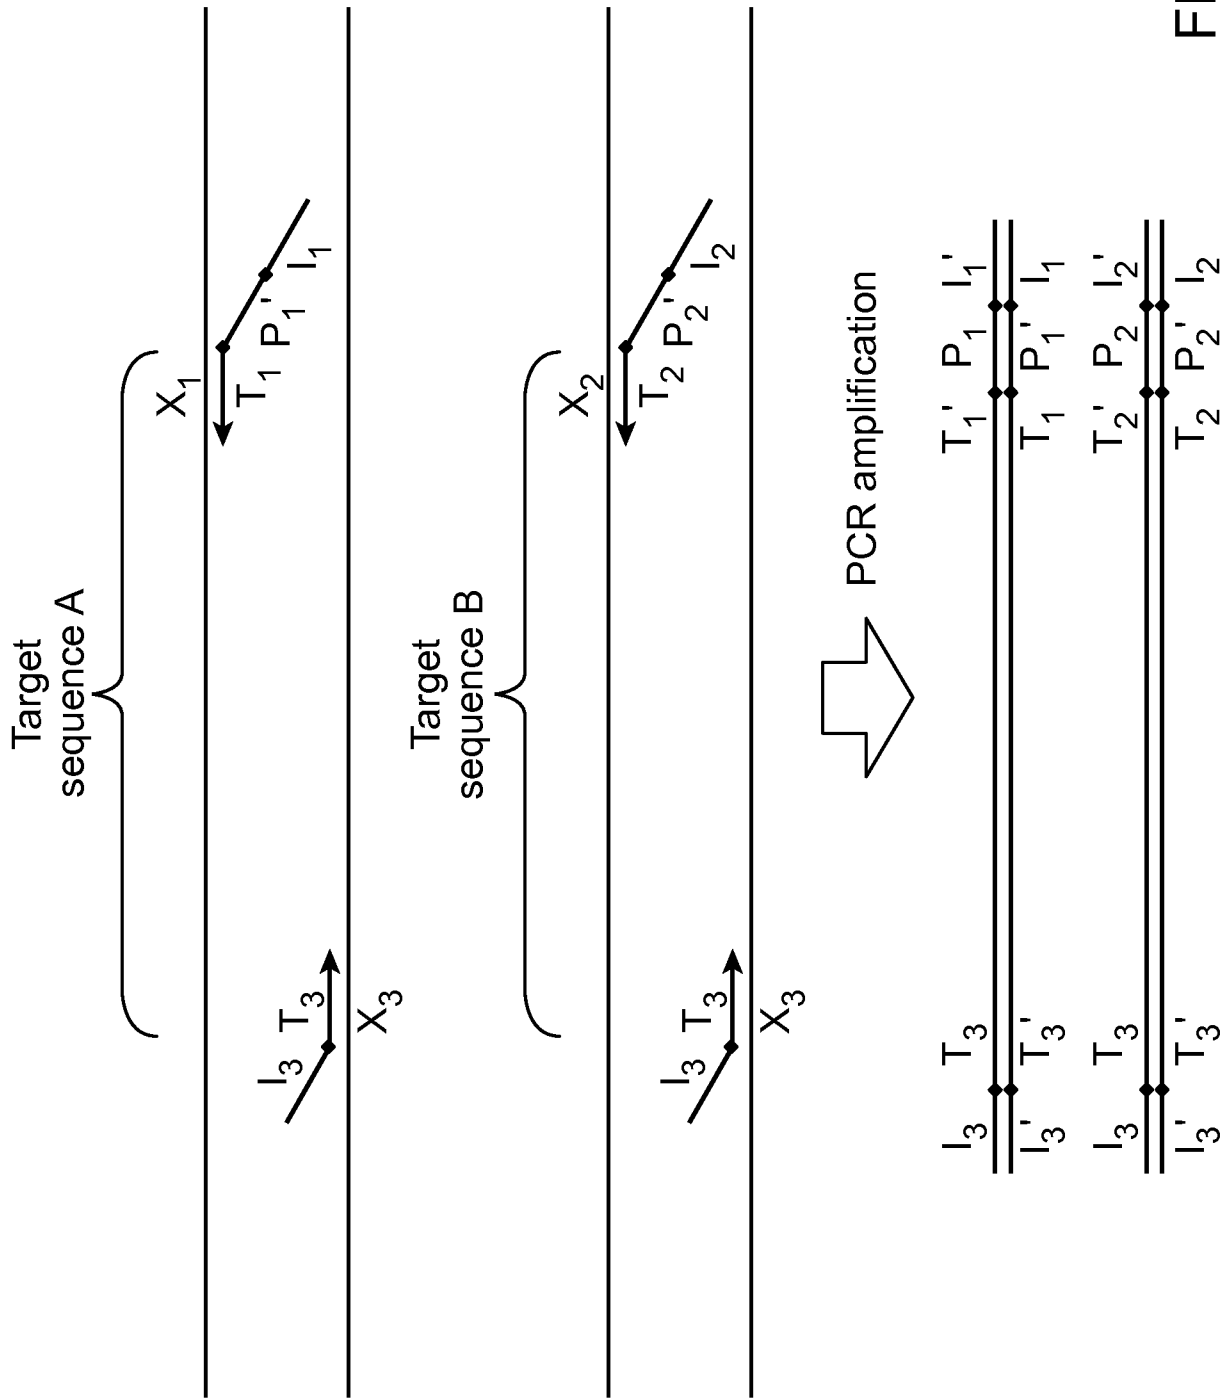 Target
sequence A
X1
T1 P1' I1
I3 T3
X3
Target
sequence B
X2
T2 P2' I2
I3 T3
X3
PCR amplification
I3 T3 T1' P1 I1'
I3' T3' T1 P1' I1
I3 T3 T2' P2 I2'
I3' T3' T2 P2' I2